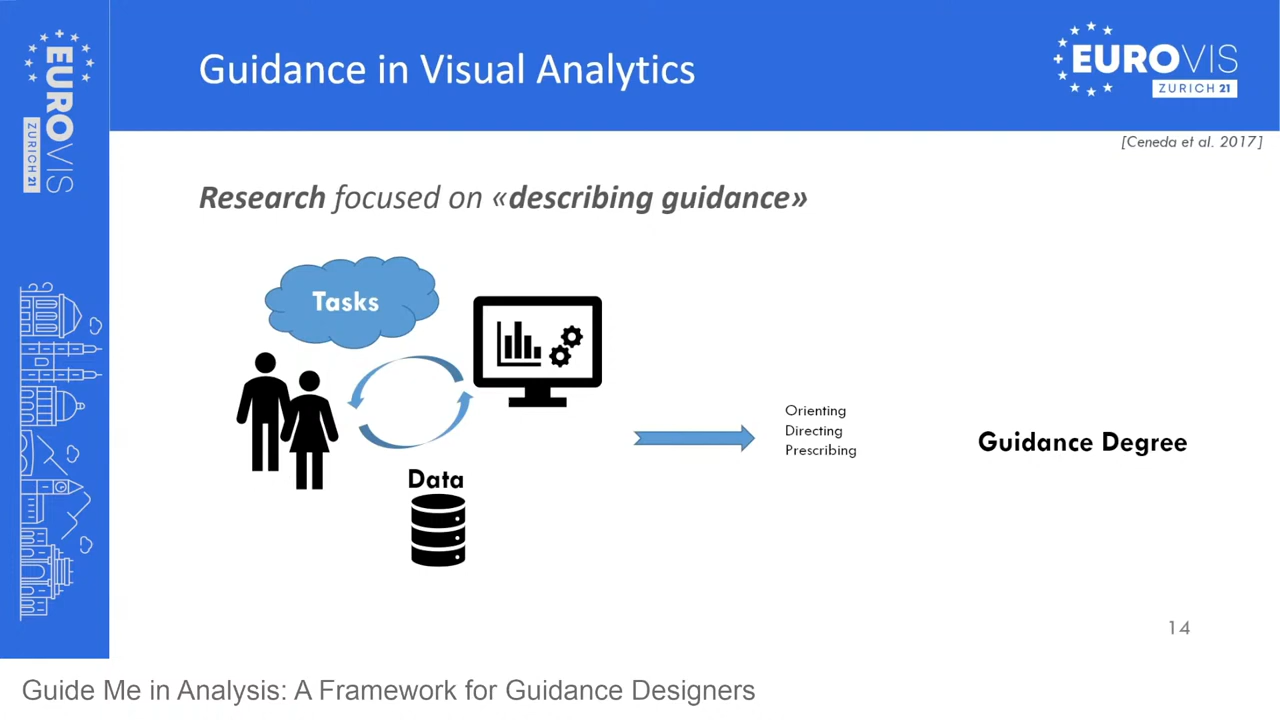 EUROVIS
ZURICH 21
Guidance in Visual Analytics
EUROVIS
ZURICH 21
[Ceneda et al. 2017]
Research focused on «describing guidance»
Tasks
Data
Orienting
Directing
Prescribing
Guidance Degree
14
Guide Me in Analysis: A Framework for Guidance Designers